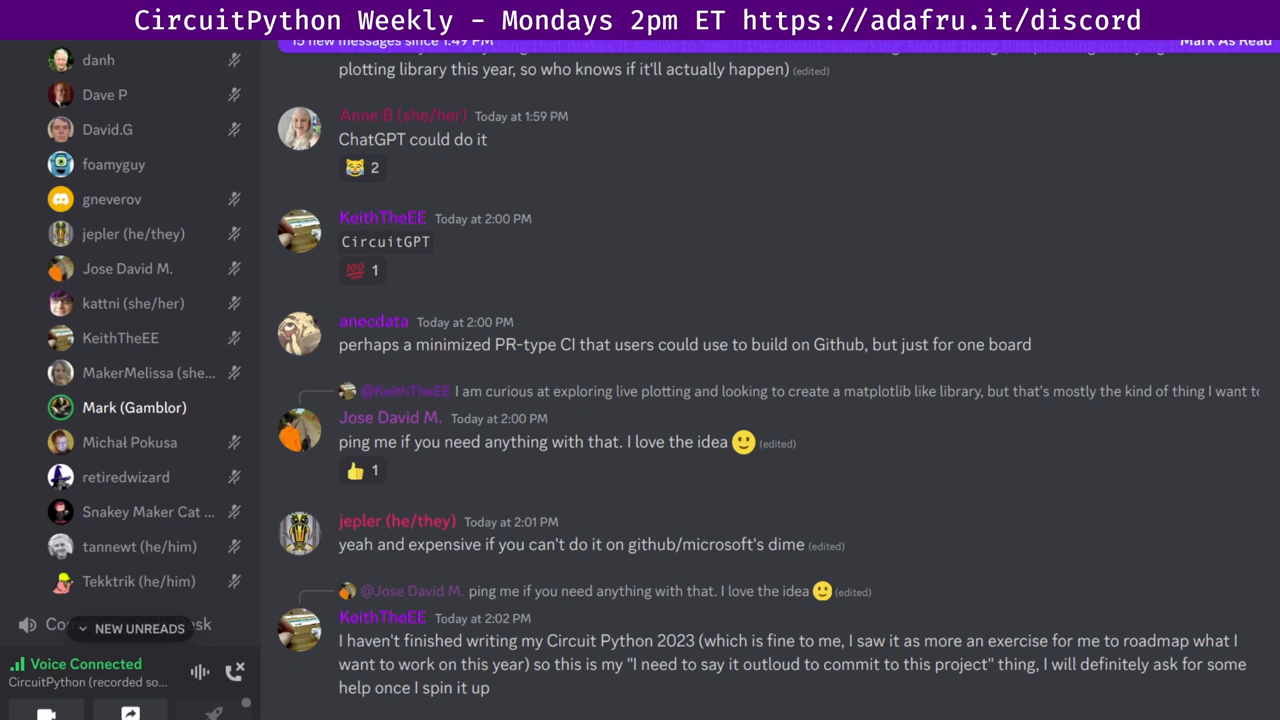 CircuitPython Weekly - Mondays 2pm ET https://adafru.it/discord
danh
Dave P
David.G
foamyguy
gneverov
jepler (he/they)
Jose David M.
kattni (she/her)
KeithTheEE
MakerMelissa (she...
Mark (Gamblor)
Michał Pokusa
retiredwizard
Snakey Maker Cat ...
tannewt (he/him)
Tekktrik (he/him)
NEW UNREADS
Voice Connected
CircuitPython (recorded so...
15 new messages since 1:49 PM
Mark As Read
plotting library this year, so who knows if it'll actually happen) (edited)
Anne B (she/her) Today at 1:59 PM
ChatGPT could do it
2
KeithTheEE Today at 2:00 PM
CircuitGPT
100 1
anecdata Today at 2:00 PM
perhaps a minimized PR-type CI that users could use to build on Github, but just for one board
@KeithTheEE I am curious at exploring live plotting and looking to create a matplotlib like library, but that's mostly the kind of thing I want to
Jose David M. Today at 2:00 PM
ping me if you need anything with that. I love the idea (edited)
1
jepler (he/they) Today at 2:01 PM
yeah and expensive if you can't do it on github/microsoft's dime (edited)
@Jose David M. ping me if you need anything with that. I love the idea (edited)
KeithTheEE Today at 2:02 PM
I haven't finished writing my Circuit Python 2023 (which is fine to me, I saw it as more an exercise for me to roadmap what I
want to work on this year) so this is my "I need to say it outloud to commit to this project" thing, I will definitely ask for some
help once I spin it up